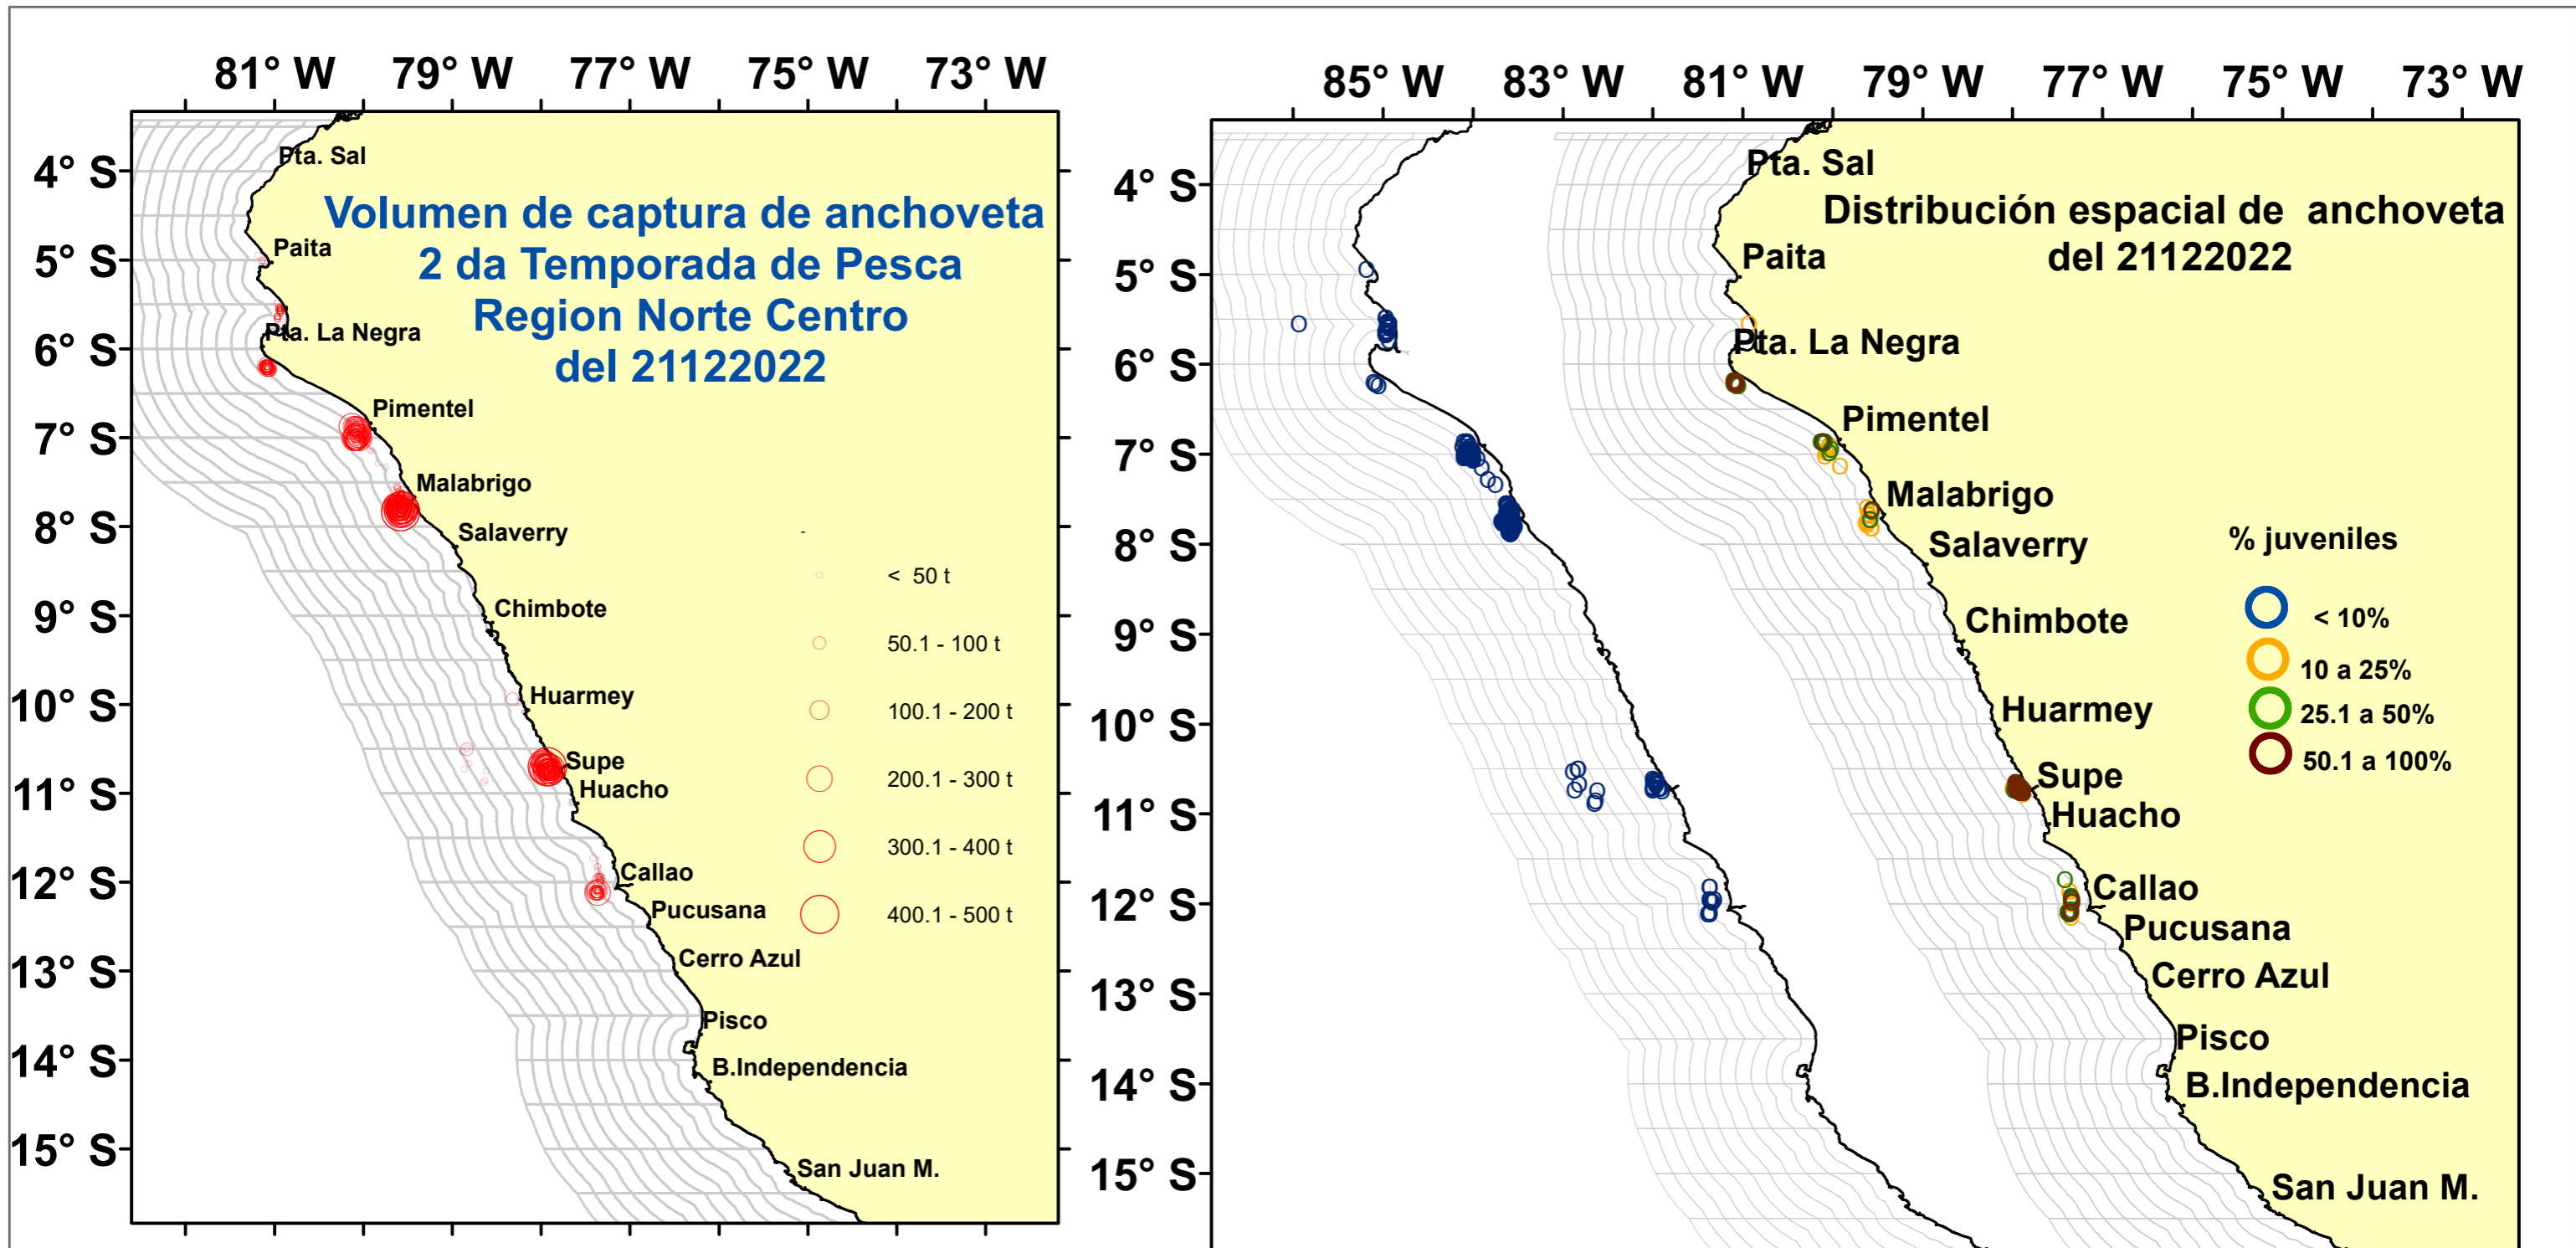 81° W 79° W 77° W 75° W 73° W
4° S
5° S
6° S
7° S
8° S
9° S
10° S
11° S
12° S
13° S
14° S
15° S
Volumen de captura de anchoveta
2 da Temporada de Pesca
Region Norte Centro
del 21122022
Pta. Sal
Paita
Pta. La Negra
Pimentel
Malabrigo
Salaverry
Chimbote
Huarmey
Supe
Huacho
Callao
Pucusana
Cerro Azul
Pisco
B.Independencia
San Juan M.
-
< 50 t
50.1 - 100 t
100.1 - 200 t
200.1 - 300 t
300.1 - 400 t
400.1 - 500 t
85° W 83° W 81° W 79° W 77° W 75° W 73° W
4° S
5° S
6° S
7° S
8° S
9° S
10° S
11° S
12° S
13° S
14° S
15° S
Distribución espacial de anchoveta
del 21122022
Pta. Sal
Paita
Pta. La Negra
Pimentel
Malabrigo
Salaverry
Chimbote
Huarmey
Supe
Huacho
Callao
Pucusana
Cerro Azul
Pisco
B.Independencia
San Juan M.
% juveniles
< 10%
10 a 25%
25.1 a 50%
50.1 a 100%